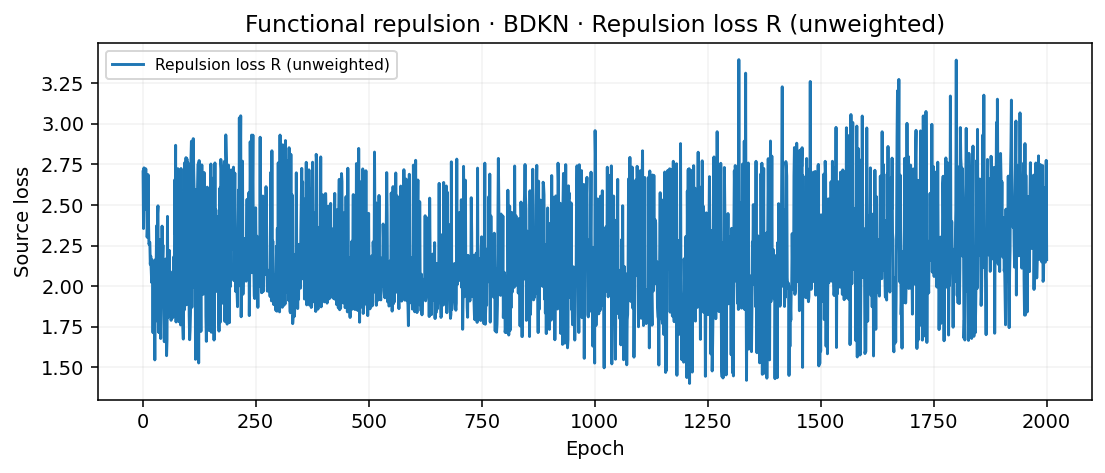 Functional repulsion · BDKN · Repulsion loss R (unweighted)
Repulsion loss R (unweighted)
Source loss
3.25
3.00
2.75
2.50
2.25
2.00
1.75
1.50
0 250 500 750 1000 1250 1500 1750 2000
Epoch